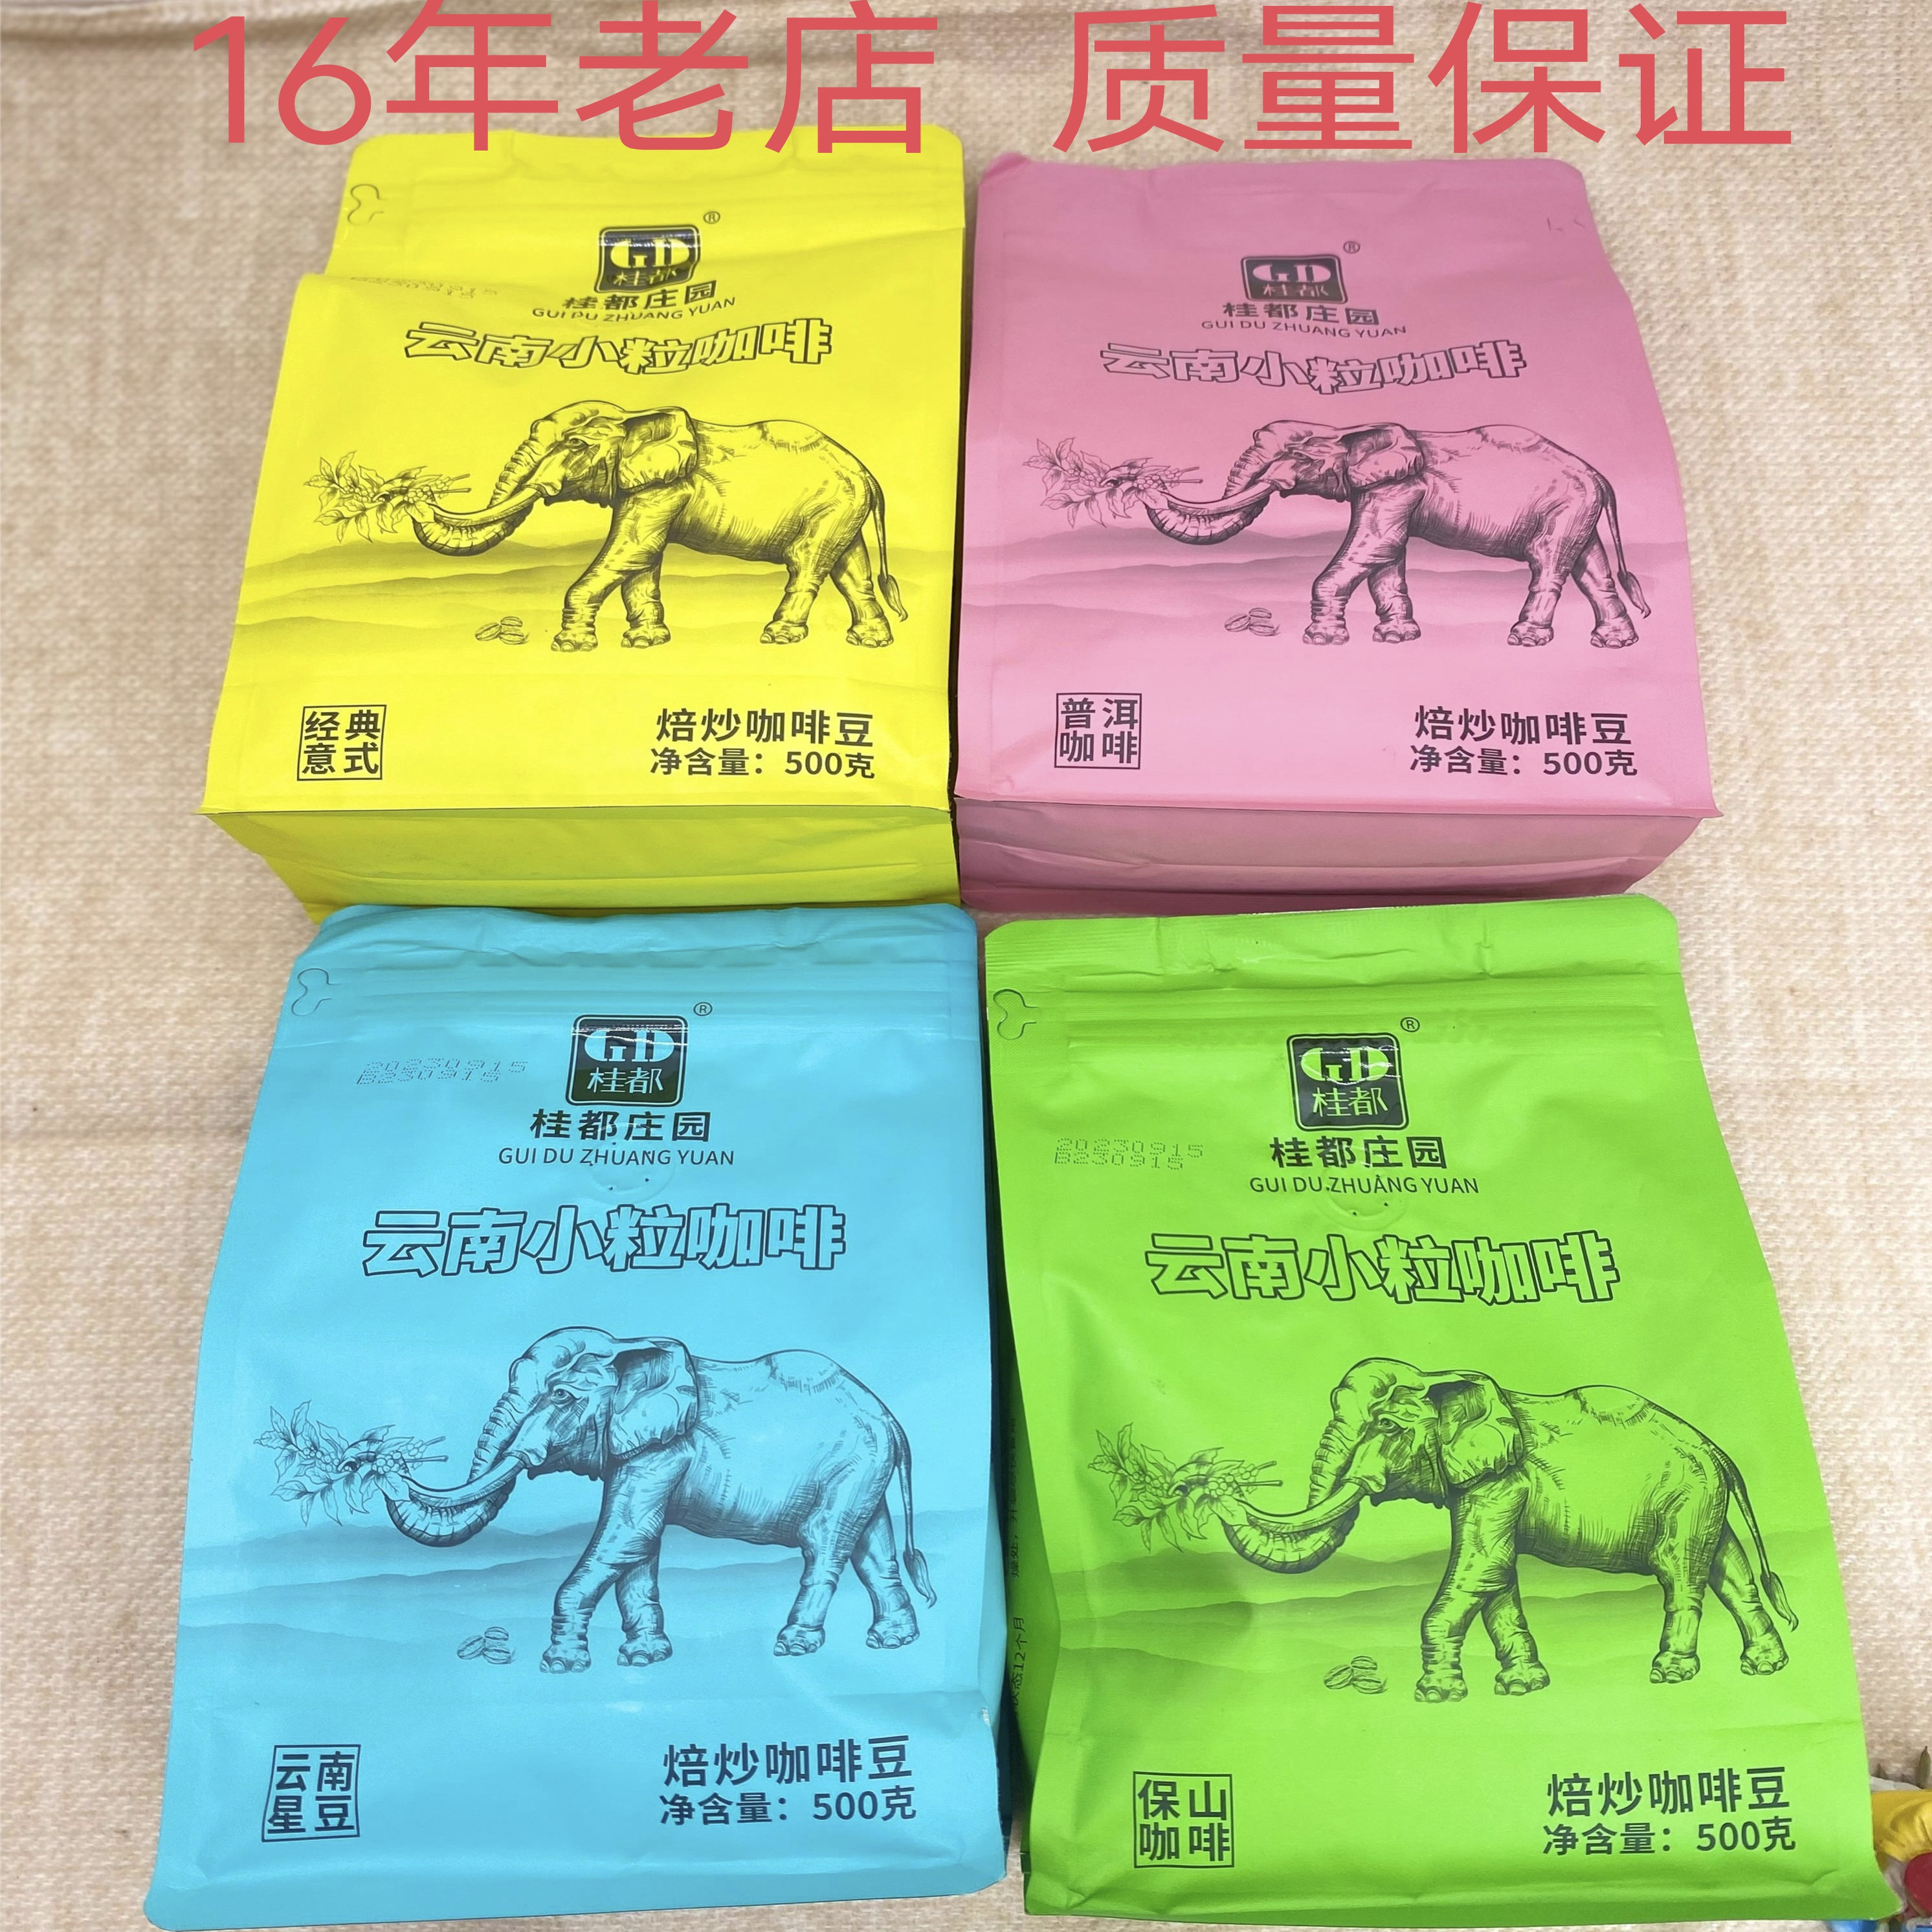 16年老店 质量保证
®
GD
桂都
桂都庄园
GUI DU ZHUANG YUAN
云南小粒咖啡
经典
意式
焙炒咖啡豆
净含量：500克
®
GD
桂都
桂都庄园
GUI DU ZHUANG YUAN
云南小粒咖啡
普洱
咖啡
焙炒咖啡豆
净含量：500克
®
GD
桂都
20230915
B230916
桂都庄园
GUI DU ZHUANG YUAN
云南小粒咖啡
云南
星豆
焙炒咖啡豆
净含量：500克
®
GD
桂都
20230915
B230915
桂都庄园
GUI DU ZHUANG YUAN
云南小粒咖啡
保山
咖啡
焙炒咖啡豆
净含量：500克